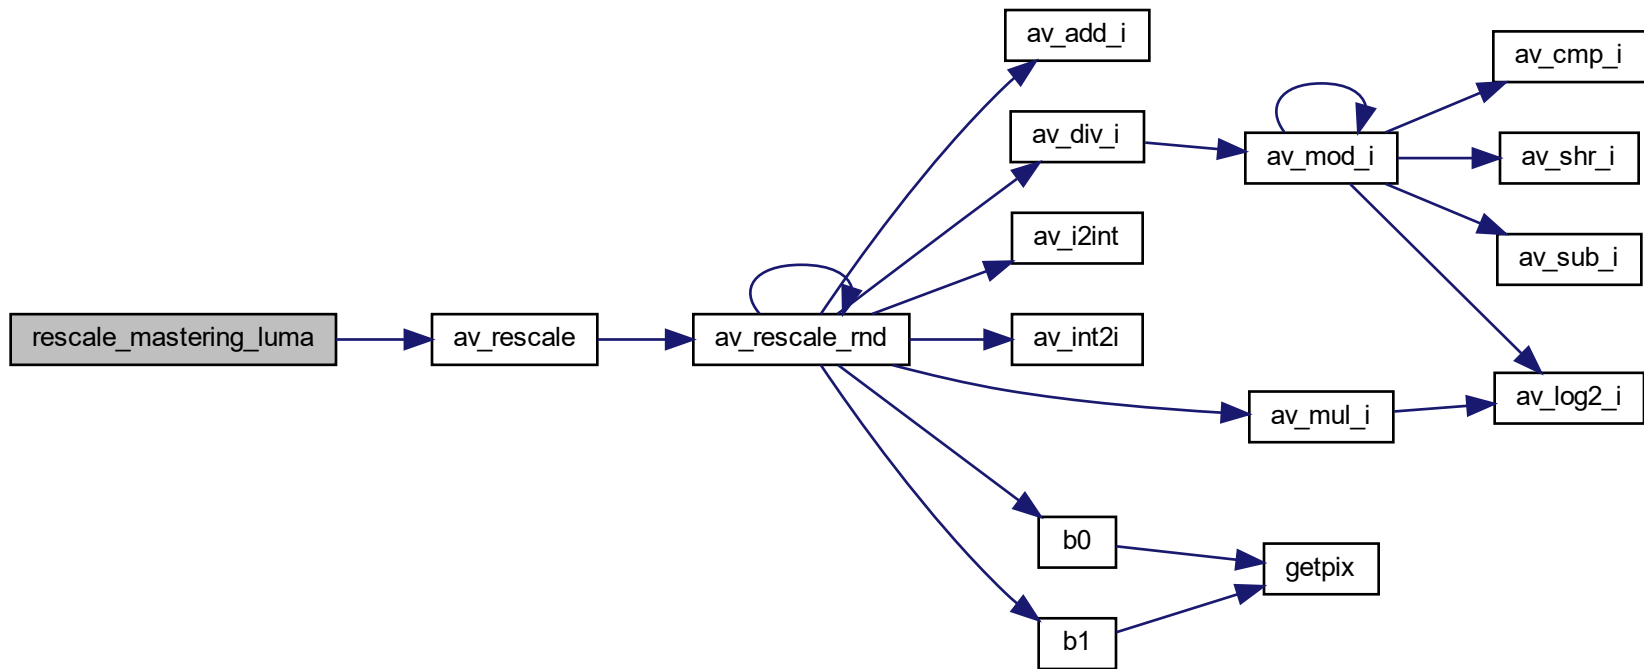 rescale_mastering_luma
av_rescale
av_rescale_rnd
av_add_i
av_div_i
av_i2int
av_int2i
av_mul_i
b0
b1
av_mod_i
getpix
av_cmp_i
av_shr_i
av_sub_i
av_log2_i